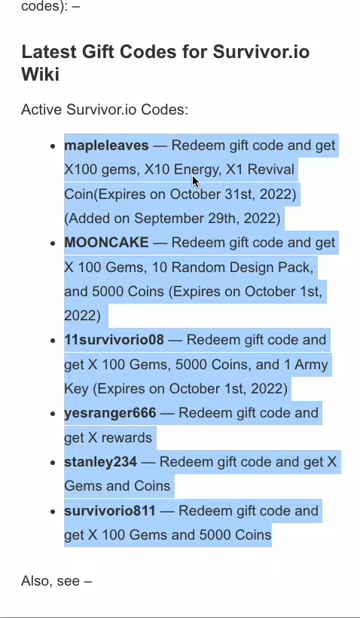 codes): –
Latest Gift Codes for Survivor.io
Wiki
Active Survivor.io Codes:
• mapleleaves — Redeem gift code and get
X100 gems, X10 Energy, X1 Revival
Coin(Expires on October 31st, 2022)
(Added on September 29th, 2022)
• MOONCAKE — Redeem gift code and get
X 100 Gems, 10 Random Design Pack,
and 5000 Coins (Expires on October 1st,
2022)
• 11survivorio08 — Redeem gift code and
get X 100 Gems, 5000 Coins, and 1 Army
Key (Expires on October 1st, 2022)
• yesranger666 — Redeem gift code and
get X rewards
• stanley234 — Redeem gift code and get X
Gems and Coins
• survivorio811 — Redeem gift code and
get X 100 Gems and 5000 Coins
Also, see –